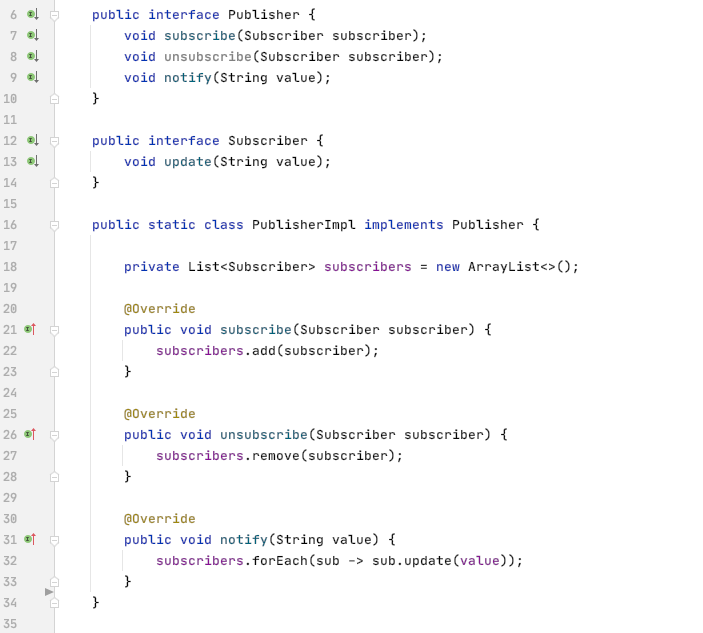 6 public interface Publisher {
7 void subscribe(Subscriber subscriber);
8 void unsubscribe(Subscriber subscriber);
9 void notify(String value);
10 }
11
12 public interface Subscriber {
13 void update(String value);
14 }
15
16 public static class PublisherImpl implements Publisher {
17
18 private List<Subscriber> subscribers = new ArrayList<>();
19
20 @Override
21 public void subscribe(Subscriber subscriber) {
22 subscribers.add(subscriber);
23 }
24
25 @Override
26 public void unsubscribe(Subscriber subscriber) {
27 subscribers.remove(subscriber);
28 }
29
30 @Override
31 public void notify(String value) {
32 subscribers.forEach(sub -> sub.update(value));
33 }
34 }
35